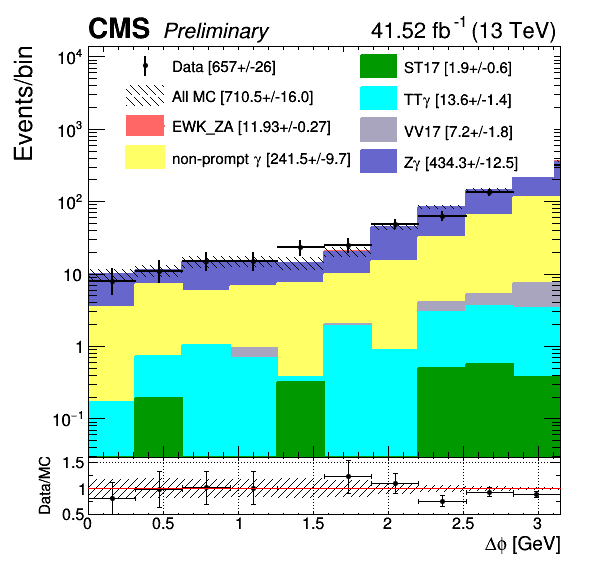 CMS Preliminary 41.52 fb⁻¹ (13 TeV)
Events/bin
10⁴
10³
10²
10
1
10⁻¹
Data [657+/-26]
All MC [710.5+/-16.0]
EWK_ZA [11.93+/-0.27]
non-prompt γ [241.5+/-9.7]
ST17 [1.9+/-0.6]
TTγ [13.6+/-1.4]
VV17 [7.2+/-1.8]
Zγ [434.3+/-12.5]
Data/MC
1.5
1
0.5
0 0.5 1 1.5 2 2.5 3
Δϕ [GeV]